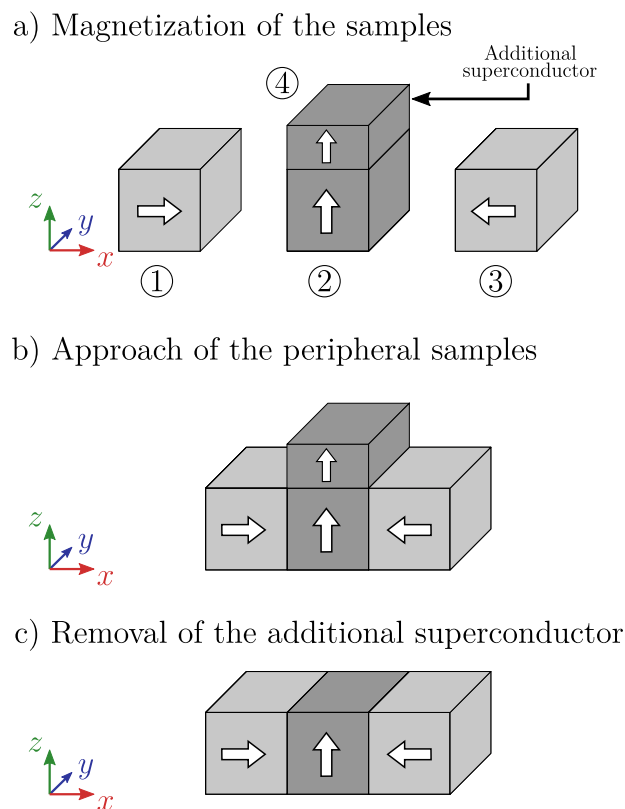 a) Magnetization of the samples
Additional
superconductor
④
z
y
x
① ② ③
b) Approach of the peripheral samples
z
y
x
c) Removal of the additional superconductor
z
y
x